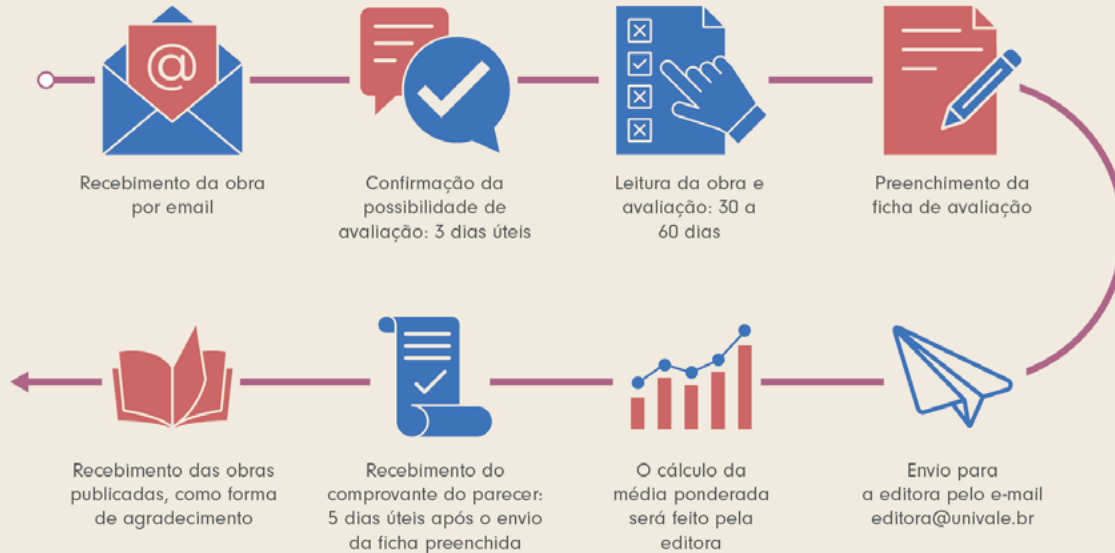 @
Recebimento da obra
por email
Confirmação da
possibilidade de
avaliação: 3 dias úteis
Leitura da obra e
avaliação: 30 a
60 dias
Preenchimento da
ficha de avaliação
Envio para
a editora pelo e-mail
editora@univale.br
O cálculo da
média ponderada
será feito pela
editora
Recebimento do
comprovante do parecer:
5 dias úteis após o envio
da ficha preenchida
Recebimento das obras
publicadas, como forma
de agradecimento